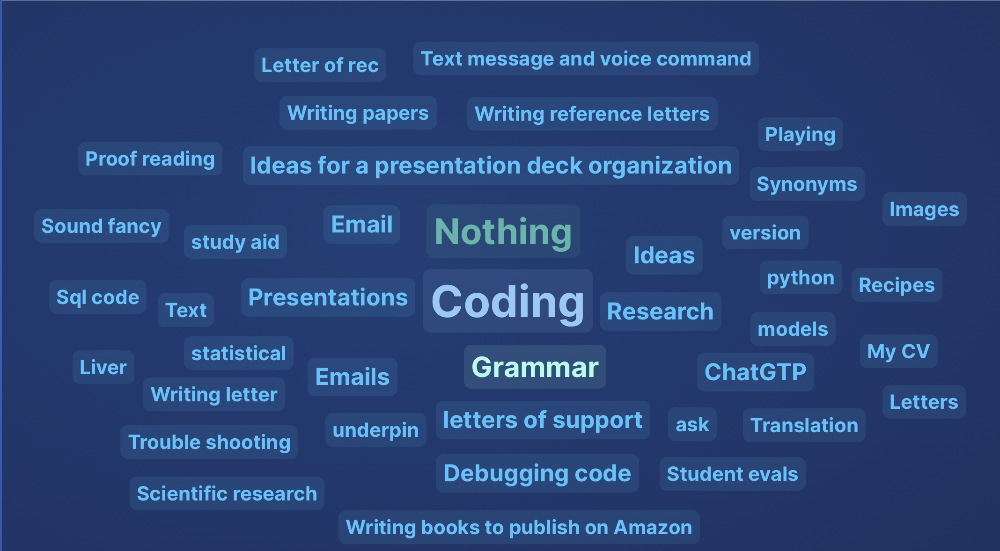 Letter of rec
Text message and voice command
Writing papers
Writing reference letters
Playing
Proof reading
Ideas for a presentation deck organization
Synonyms
Images
Sound fancy
study aid
Email
Nothing
version
Ideas
python
Recipes
Sql code
Text
Presentations
Coding
Research
models
My CV
statistical
Liver
Emails
Grammar
ChatGTP
Writing letter
Letters
underpin
letters of support
ask
Translation
Trouble shooting
Debugging code
Student evals
Scientific research
Writing books to publish on Amazon